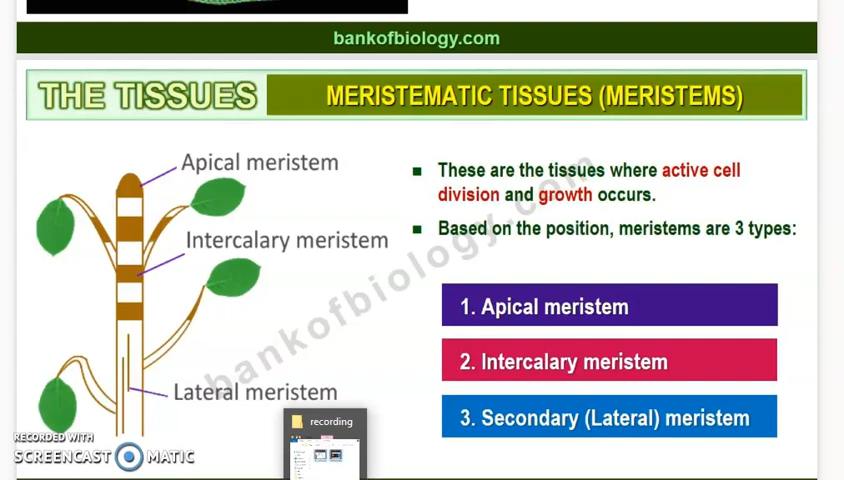 bankofbiology.com
THE TISSUES
MERISTEMATIC TISSUES (MERISTEMS)
Apical meristem
Intercalary meristem
Lateral meristem
These are the tissues where active cell
division and growth occurs.
Based on the position, meristems are 3 types:
1. Apical meristem
2. Intercalary meristem
3. Secondary (Lateral) meristem
bankofbiology.com
recording
RECORDED WITH
SCREENCAST MATIC